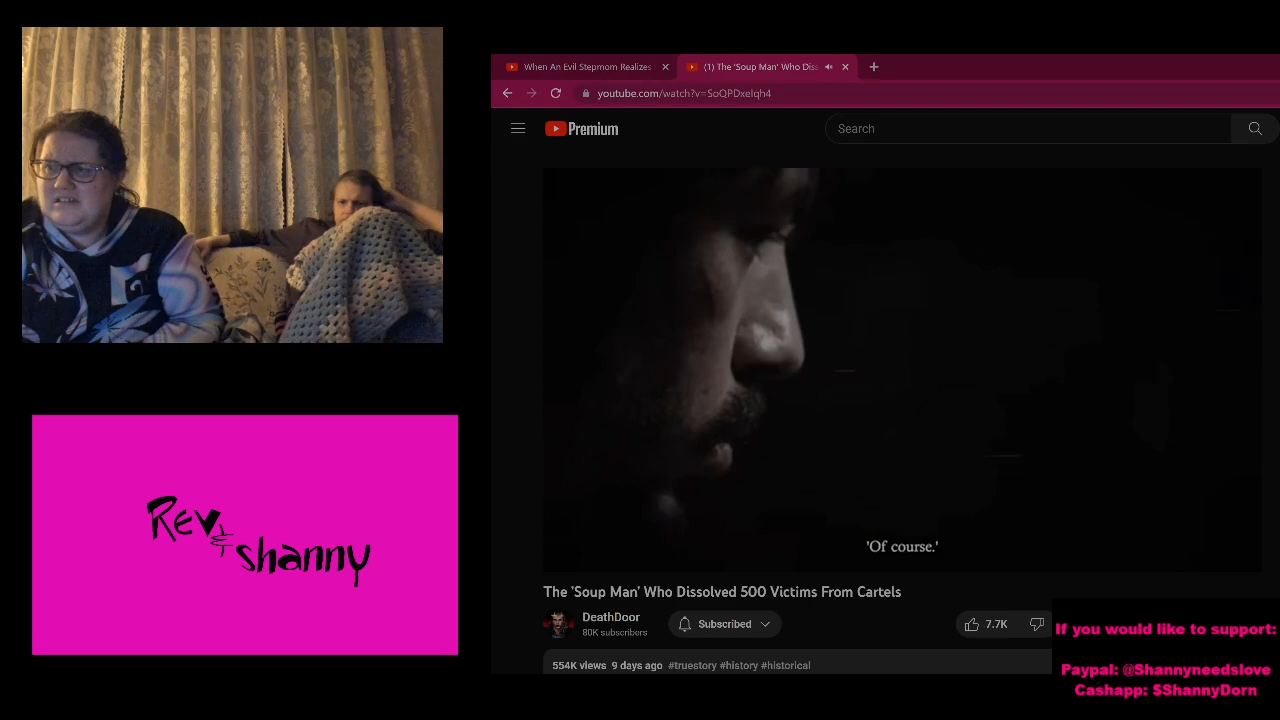 When An Evil Stepmom Realizes
(1) The 'Soup Man' Who Diss
youtube.com/watch?v=SoQPDxeIqh4
Premium
Search
'Of course.'
The 'Soup Man' Who Dissolved 500 Victims From Cartels
DeathDoor
80K subscribers
Subscribed
7.7K
554K views 9 days ago #truestory #history #historical
Rev
&
shanny
If you would like to support:
Paypal: @Shannyneedslove
Cashapp: $ShannyDorn